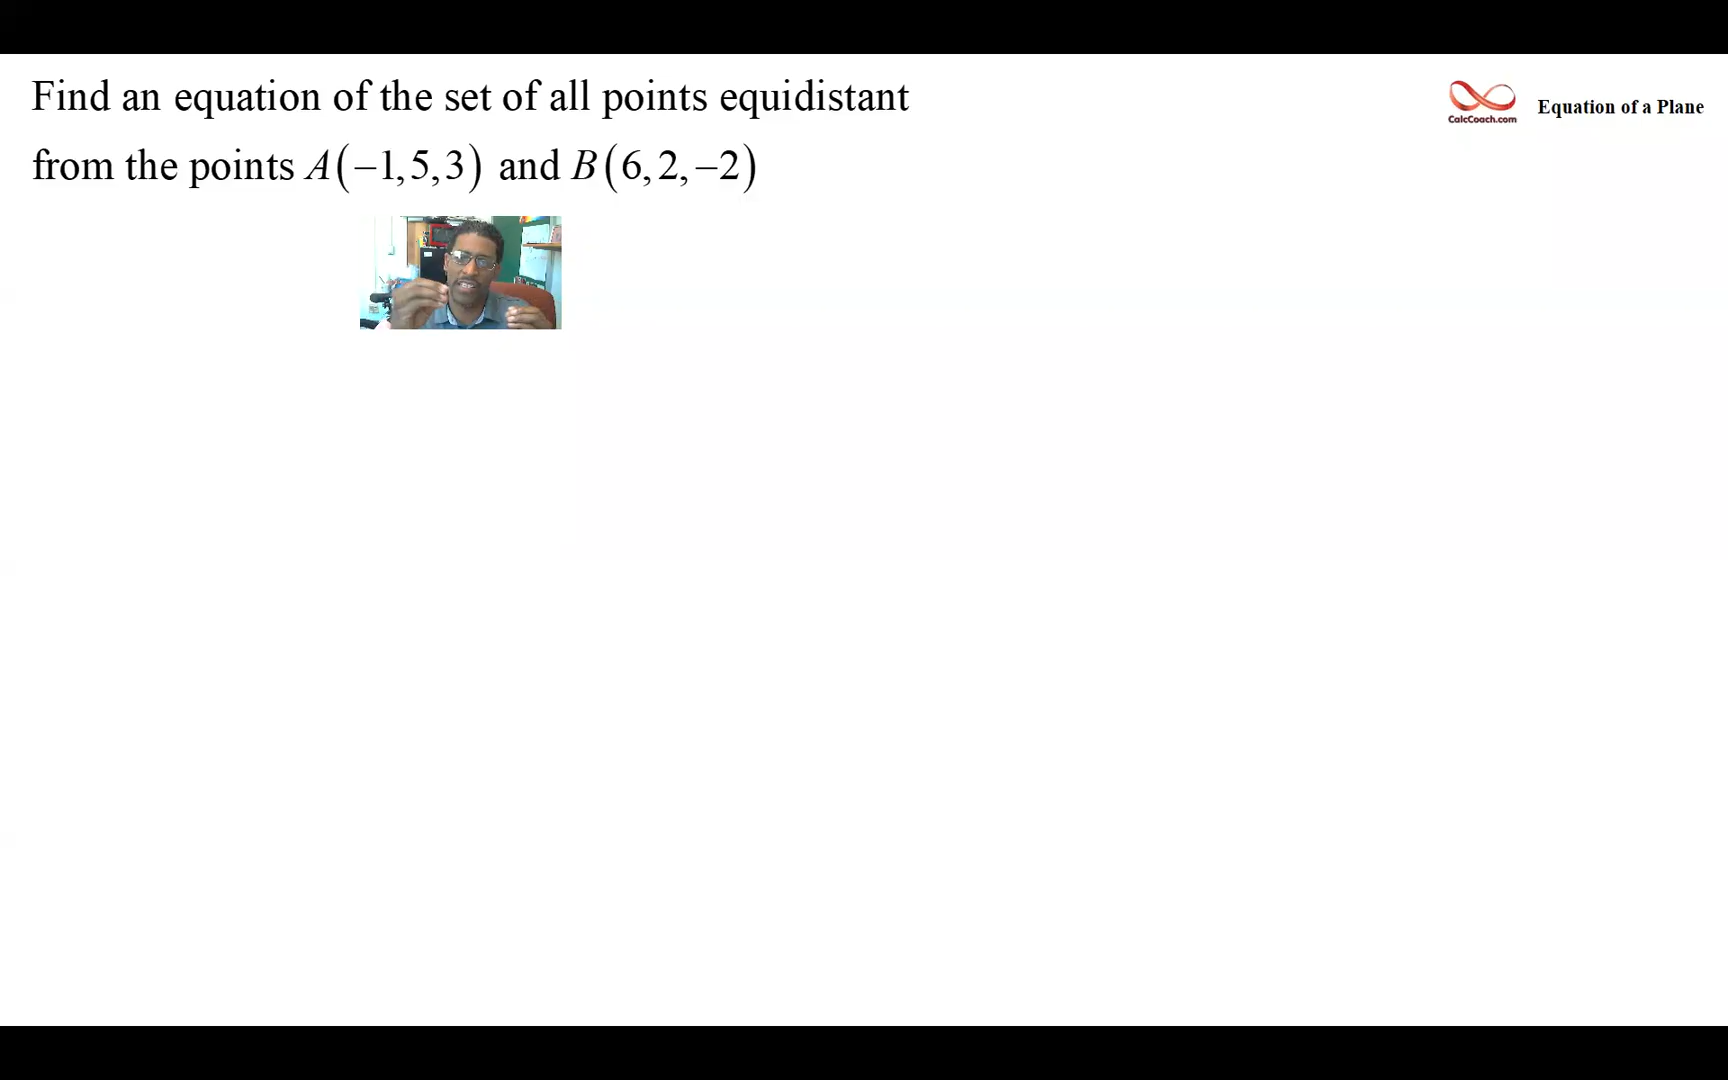 Find an equation of the set of all points equidistant
from the points A(−1,5,3) and B(6,2,−2)
CalcCoach.com
Equation of a Plane